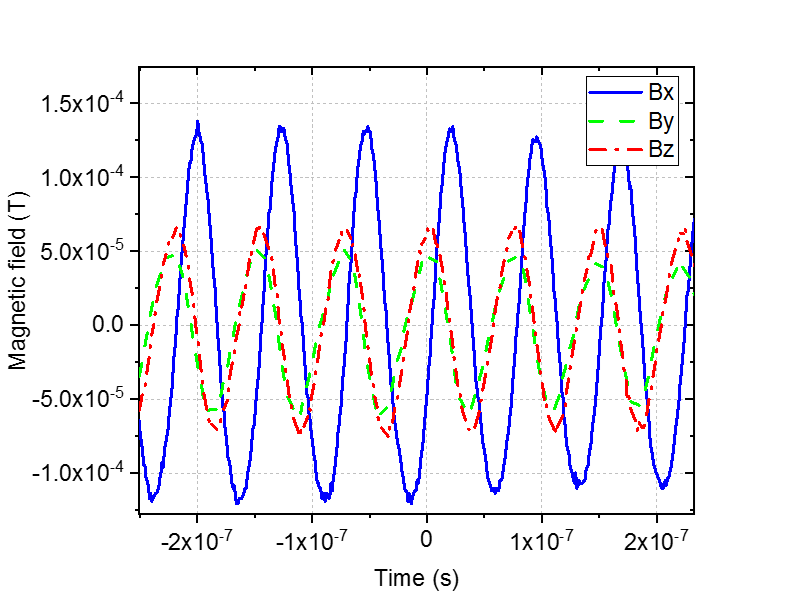 Magnetic field (T)
1.5x10⁻⁴
1.0x10⁻⁴
5.0x10⁻⁵
0.0
-5.0x10⁻⁵
-1.0x10⁻⁴
Bx
By
Bz
-2x10⁻⁷ -1x10⁻⁷ 0 1x10⁻⁷ 2x10⁻⁷
Time (s)